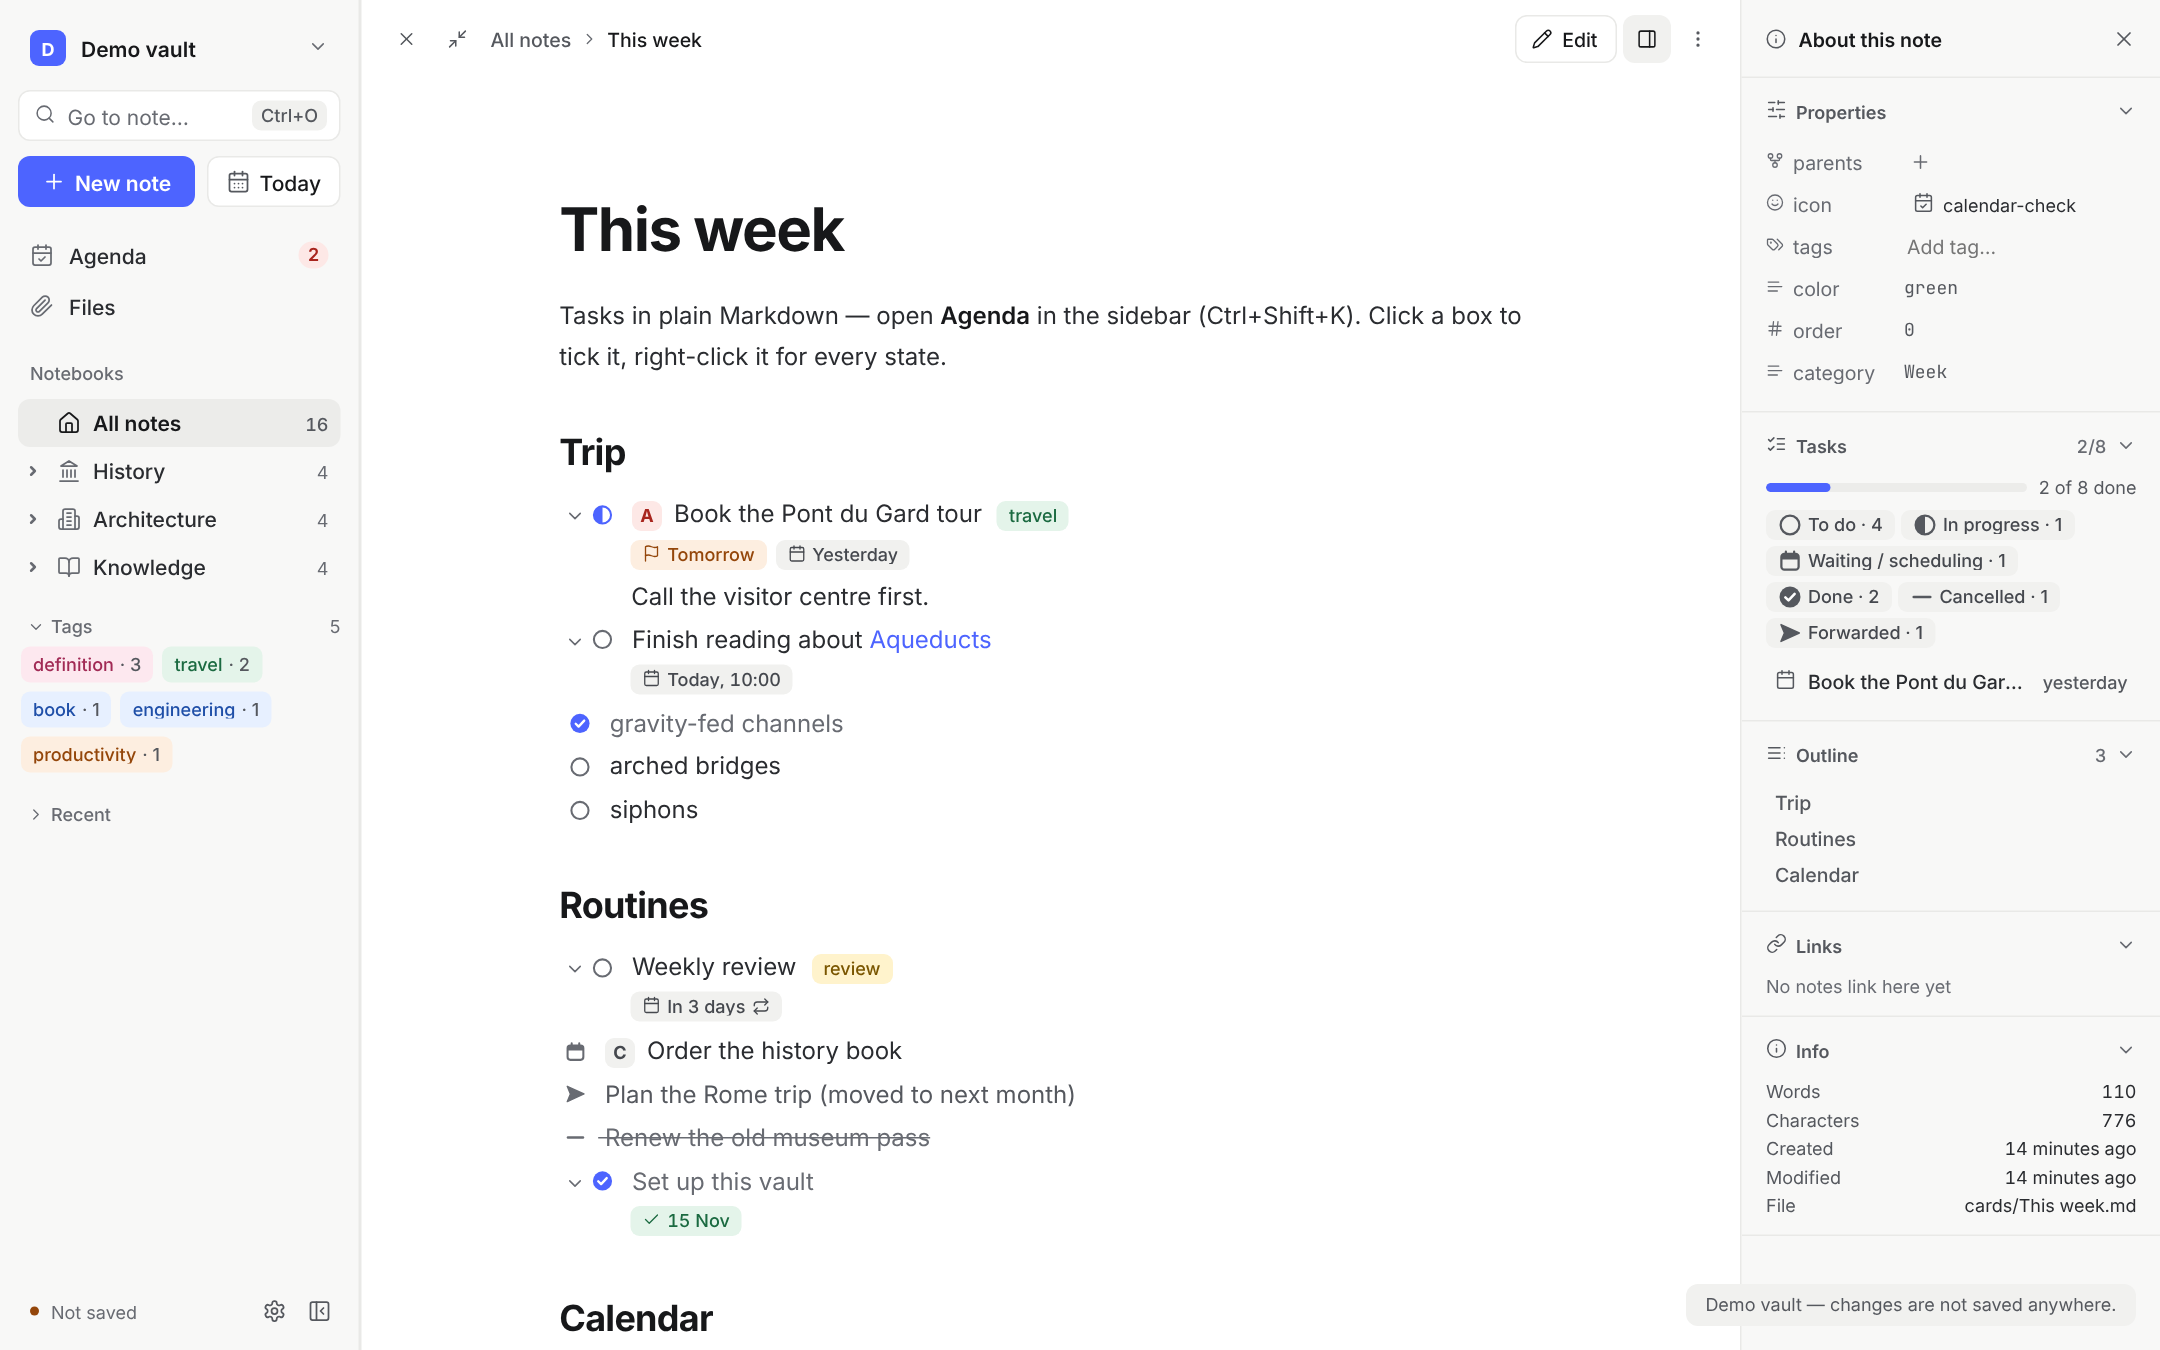 D Demo vault
Go to note... Ctrl+O
New note Today
Agenda 2
Files
Notebooks
All notes 16
History 4
Architecture 4
Knowledge 4
Tags 5
definition · 3 travel · 2
book · 1 engineering · 1
productivity · 1
Recent
Not saved
All notes > This week
Edit
This week
Tasks in plain Markdown — open Agenda in the sidebar (Ctrl+Shift+K). Click a box to
tick it, right-click it for every state.
Trip
A Book the Pont du Gard tour travel
Tomorrow Yesterday
Call the visitor centre first.
Finish reading about Aqueducts
Today, 10:00
gravity-fed channels
arched bridges
siphons
Routines
Weekly review review
In 3 days
C Order the history book
Plan the Rome trip (moved to next month)
Renew the old museum pass
Set up this vault
15 Nov
Calendar
About this note
Properties
parents
icon calendar-check
tags Add tag...
color green
order 0
category Week
Tasks 2/8
2 of 8 done
To do · 4 In progress · 1
Waiting / scheduling · 1
Done · 2 Cancelled · 1
Forwarded · 1
Book the Pont du Gar... yesterday
Outline 3
Trip
Routines
Calendar
Links
No notes link here yet
Info
Words 110
Characters 776
Created 14 minutes ago
Modified 14 minutes ago
File cards/This week.md
Demo vault — changes are not saved anywhere.